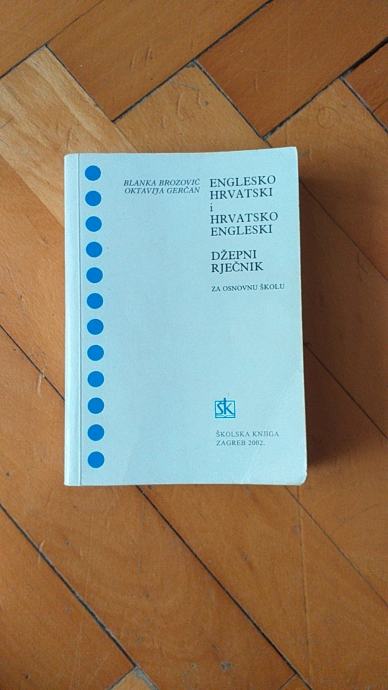 BLANKA BROZOVIĆ
OKTAVIJA GERČAN
ENGLESKO
HRVATSKI
i
HRVATSKO
ENGLESKI
DŽEPNI
RJEČNIK
ZA OSNOVNU ŠKOLU
ŠK
ŠKOLSKA KNJIGA
ZAGREB 2002.